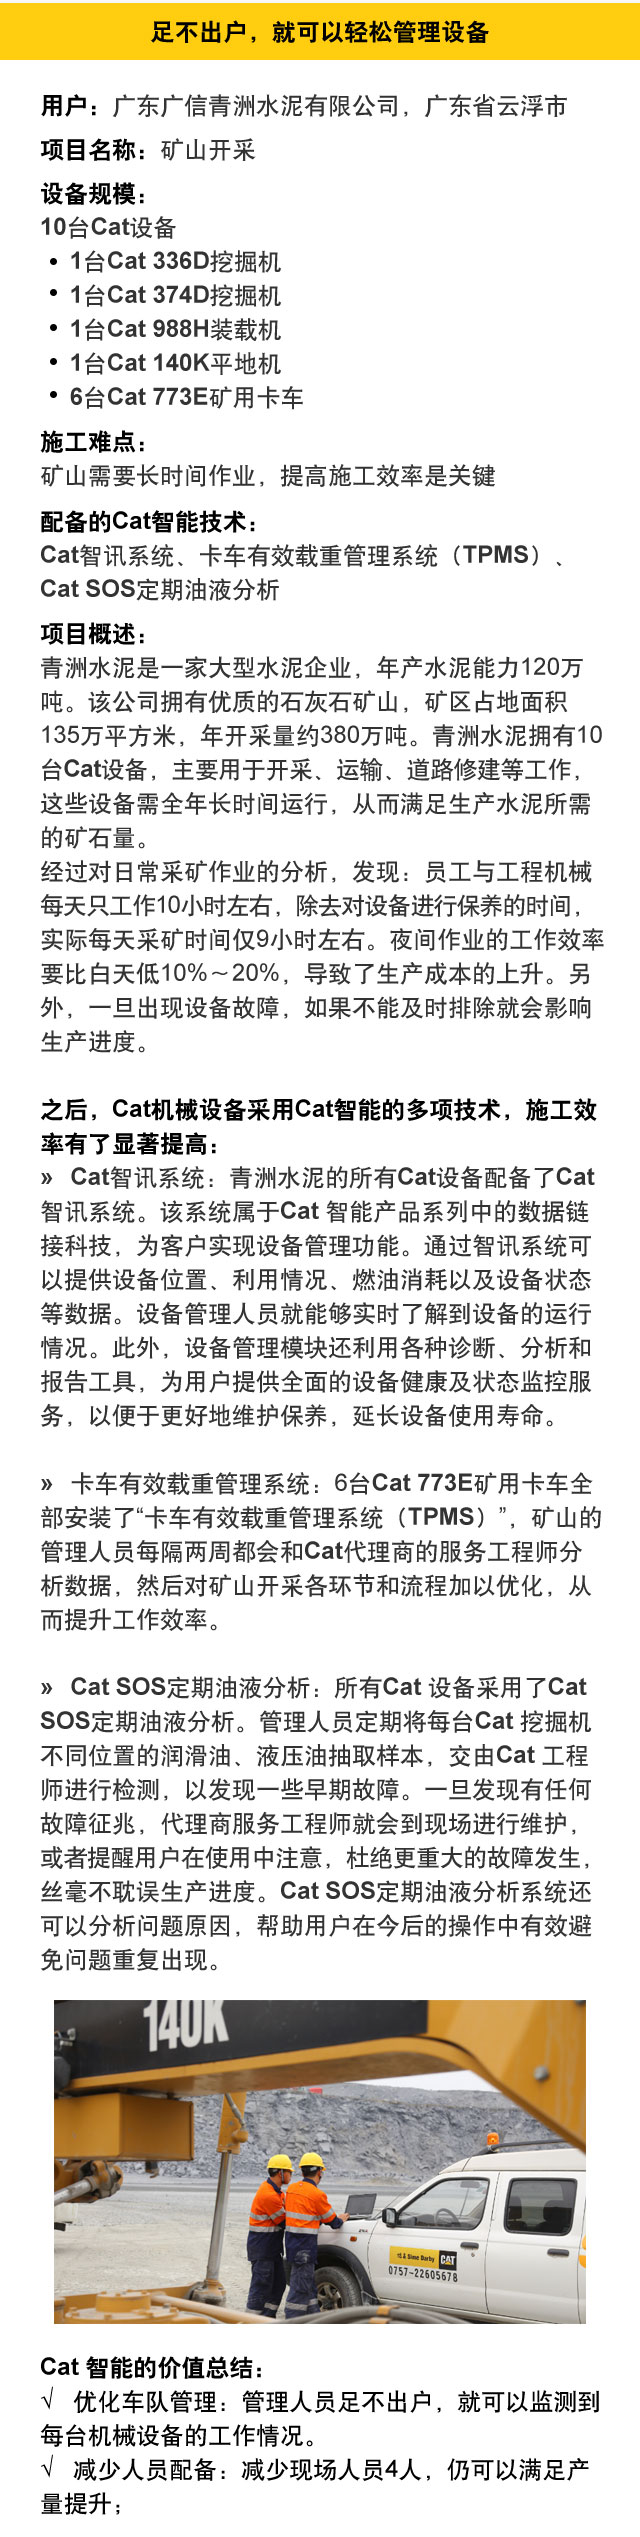 足不出户，就可以轻松管理设备
用户：广东广信青洲水泥有限公司，广东省云浮市
项目名称：矿山开采
设备规模：
10台Cat设备
• 1台Cat 336D挖掘机
• 1台Cat 374D挖掘机
• 1台Cat 988H装载机
• 1台Cat 140K平地机
• 6台Cat 773E矿用卡车
施工难点：
矿山需要长时间作业，提高施工效率是关键
配备的Cat智能技术：
Cat智讯系统、卡车有效载重管理系统（TPMS）、
Cat SOS定期油液分析
项目概述：
青洲水泥是一家大型水泥企业，年产水泥能力120万
吨。该公司拥有优质的石灰石矿山，矿区占地面积
135万平方米，年开采量约380万吨。青洲水泥拥有10
台Cat设备，主要用于开采、运输、道路修建等工作，
这些设备需全年长时间运行，从而满足生产水泥所需
的矿石量。
经过对日常采矿作业的分析，发现：员工与工程机械
每天只工作10小时左右，除去对设备进行保养的时间，
实际每天采矿时间仅9小时左右。夜间作业的工作效率
要比白天低10%～20%，导致了生产成本的上升。另
外，一旦出现设备故障，如果不能及时排除就会影响
生产进度。
之后，Cat机械设备采用Cat智能的多项技术，施工效
率有了显著提高：
» Cat智讯系统：青洲水泥的所有Cat设备配备了Cat
智讯系统。该系统属于Cat 智能产品系列中的数据链
接科技，为客户实现设备管理功能。通过智讯系统可
以提供设备位置、利用情况、燃油消耗以及设备状态
等数据。设备管理人员就能够实时了解到设备的运行
情况。此外，设备管理模块还利用各种诊断、分析和
报告工具，为用户提供全面的设备健康及状态监控服
务，以便于更好地维护保养，延长设备使用寿命。
» 卡车有效载重管理系统：6台Cat 773E矿用卡车全
部安装了“卡车有效载重管理系统（TPMS）”，矿山的
管理人员每隔两周都会和Cat代理商的服务工程师分
析数据，然后对矿山开采各环节和流程加以优化，从
而提升工作效率。
» Cat SOS定期油液分析：所有Cat 设备采用了Cat
SOS定期油液分析。管理人员定期将每台Cat 挖掘机
不同位置的润滑油、液压油抽取样本，交由Cat 工程
师进行检测，以发现一些早期故障。一旦发现有任何
故障征兆，代理商服务工程师就会到现场进行维护，
或者提醒用户在使用中注意，杜绝更重大的故障发生，
丝毫不耽误生产进度。Cat SOS定期油液分析系统还
可以分析问题原因，帮助用户在今后的操作中有效避
免问题重复出现。
140K
Sime Darby CAT
0757-22605678
Cat 智能的价值总结：
√ 优化车队管理：管理人员足不出户，就可以监测到
每台机械设备的工作情况。
√ 减少人员配备：减少现场人员4人，仍可以满足产
量提升；